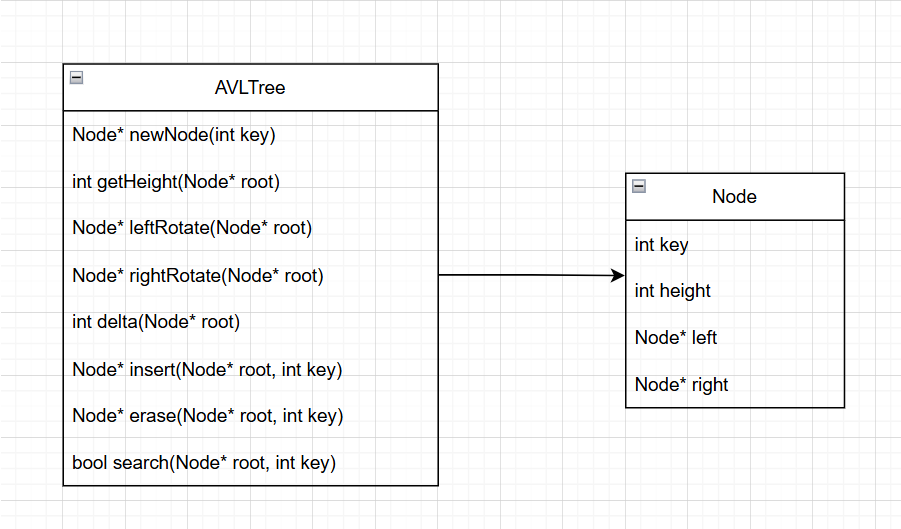 AVLTree
Node* newNode(int key)
int getHeight(Node* root)
Node* leftRotate(Node* root)
Node* rightRotate(Node* root)
int delta(Node* root)
Node* insert(Node* root, int key)
Node* erase(Node* root, int key)
bool search(Node* root, int key)
Node
int key
int height
Node* left
Node* right